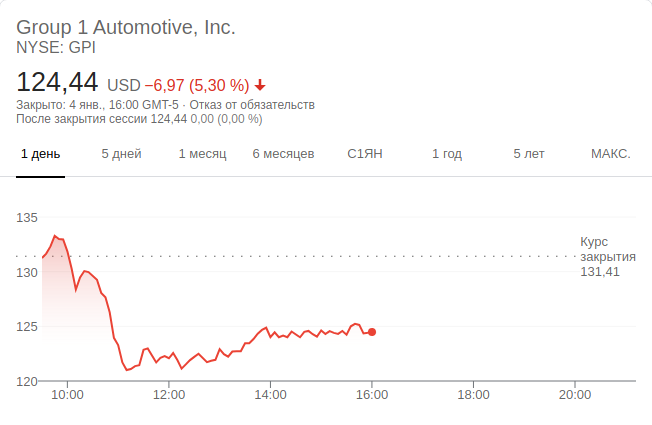 Group 1 Automotive, Inc.
NYSE: GPI
124,44 USD −6,97 (5,30 %)
Закрыто: 4 янв., 16:00 GMT-5 · Отказ от обязательств
После закрытия сессии 124,44 0,00 (0,00 %)
1 день 5 дней 1 месяц 6 месяцев С1ЯН 1 год 5 лет МАКС.
135
Курс
закрытия
131,41
130
125
120
10:00 12:00 14:00 16:00 18:00 20:00